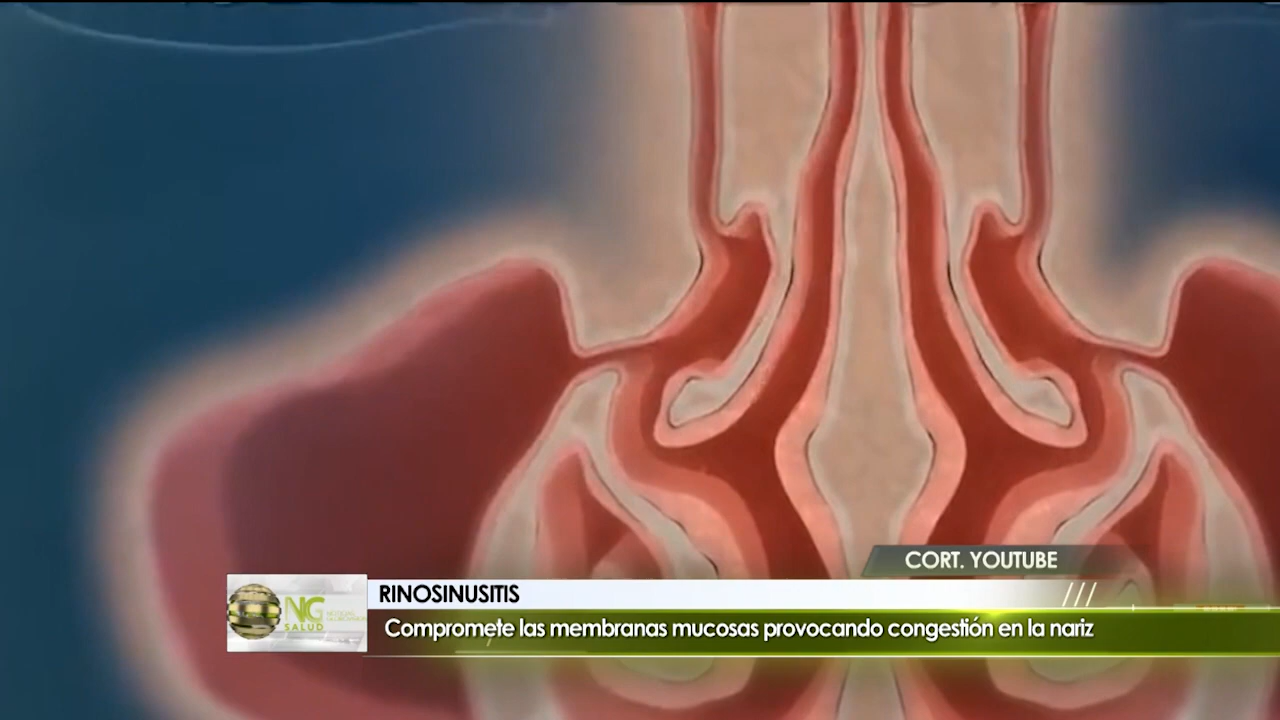 CORT. YOUTUBE
RINOSINUSITIS
NG
SALUD
Compromete las membranas mucosas provocando congestión en la nariz